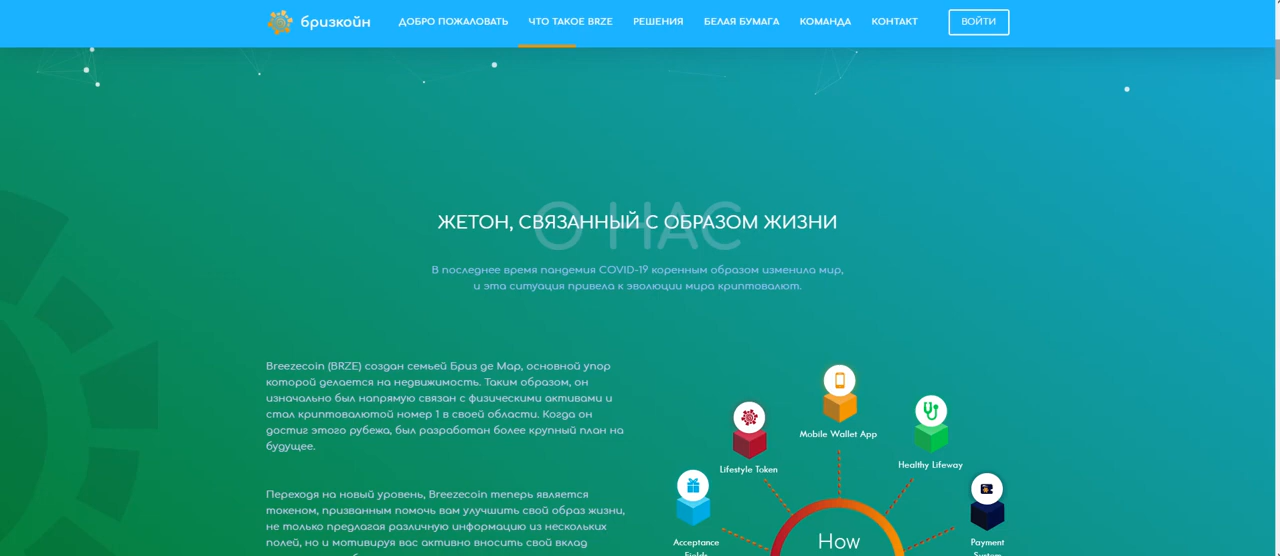 бризкойн
ДОБРО ПОЖАЛОВАТЬ
ЧТО ТАКОЕ BRZE
РЕШЕНИЯ
БЕЛАЯ БУМАГА
КОМАНДА
КОНТАКТ
ВОЙТИ
О НАС
ЖЕТОН, СВЯЗАННЫЙ С ОБРАЗОМ ЖИЗНИ
В последнее время пандемия COVID-19 коренным образом изменила мир,
и эта ситуация привела к эволюции мира криптовалют.
Breezecoin (BRZE) создан семьей Бриз де Мар, основной упор
которой делается на недвижимость. Таким образом, он
изначально был напрямую связан с физическими активами и
стал криптовалютой номер 1 в своей области. Когда он
достиг этого рубежа, был разработан более крупный план на
будущее.
Переходя на новый уровень, Breezecoin теперь является
токеном, призванным помочь вам улучшить свой образ жизни,
не только предлагая различную информацию из нескольких
полей, но и мотивируя вас активно вносить свой вклад
Mobile Wallet App
Lifestyle Token
Healthy Lifeway
Acceptance
Fields
Payment
System
How